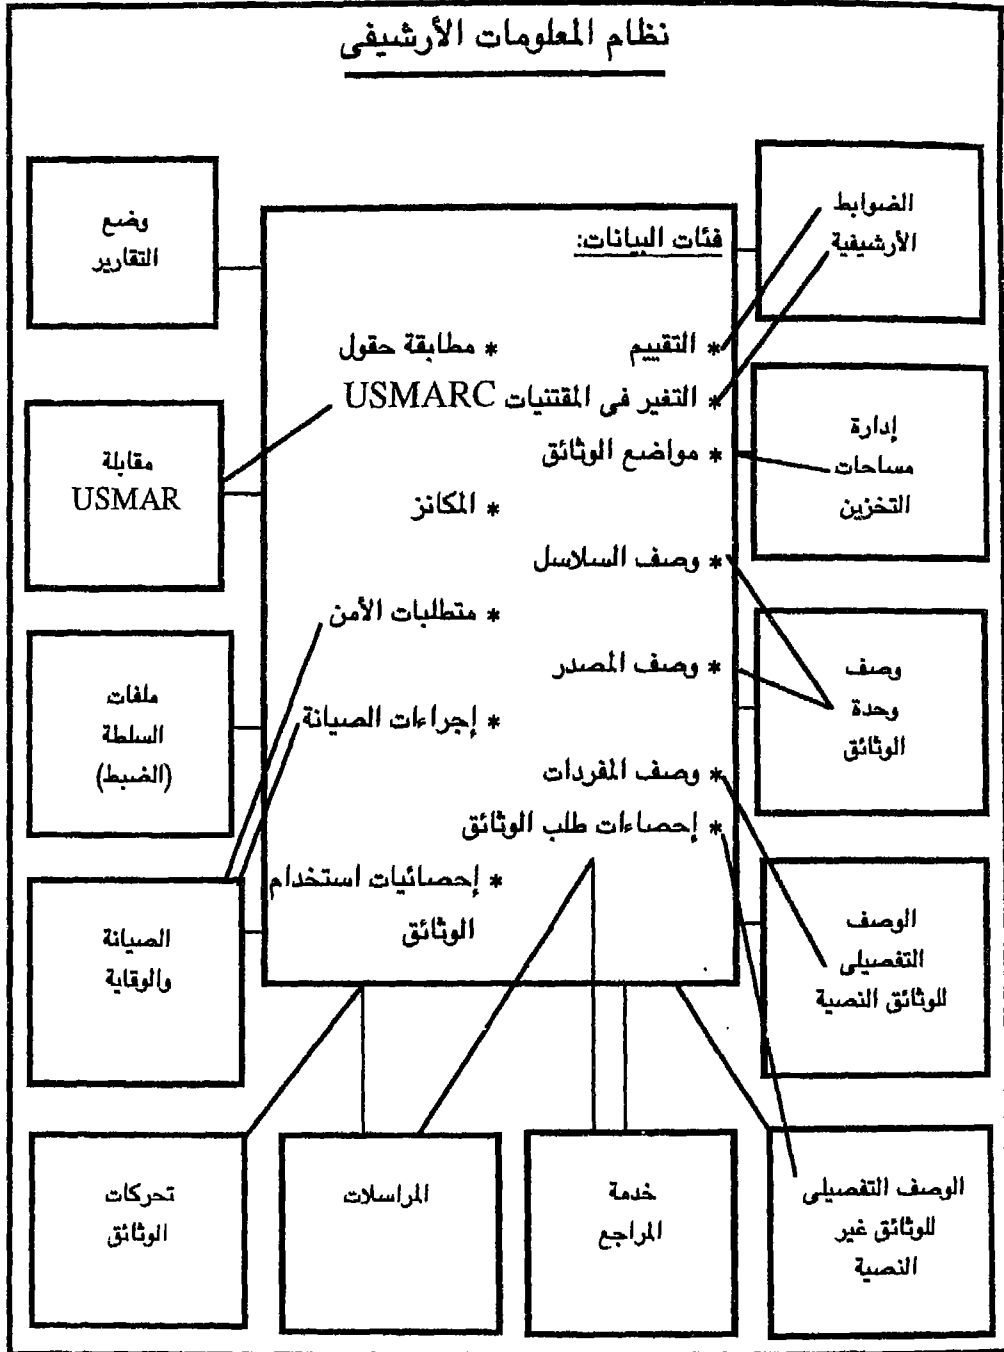 نظام المعلومات الأرشيفى
الضوابط
الأرشيفية
إدارة
مساحات
التخزين
وصف
وحدة
الوثائق
الوصف
التفصيلى
للوثائق النصية
الوصف التفصيلى
للوثائق غير
النصية
فئات البيانات:
* التقييم
* التغير فى المقتنيات
* مواضع الوثائق
* وصف السلاسل
* وصف المصدر
* وصف المفردات
* إحصاءات طلب الوثائق
* مطابقة حقول
USMARC
* المكانز
* متطلبات الأمن
* إجراءات الصيانة
* إحصائيات استخدام
الوثائق
وضع
التقارير
مقابلة
USMAR
ملفات
السلطة
(الضبط)
الصيانة
والوقاية
خدمة
المراجع
المراسلات
تحركات
الوثائق